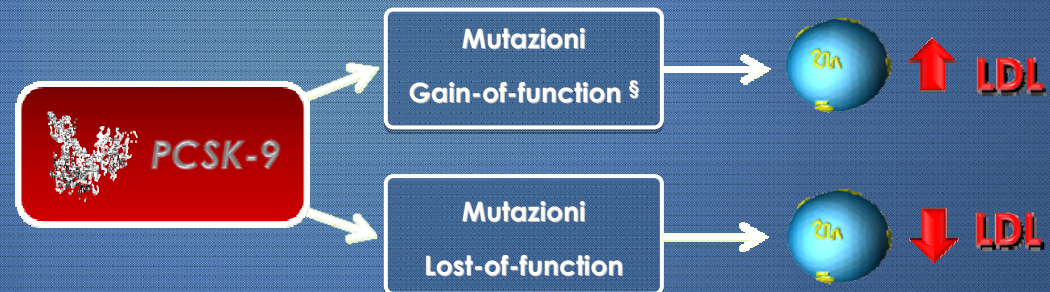 PCSK-9
Mutazioni
Gain-of-function §
LDL
Mutazioni
Lost-of-function
LDL